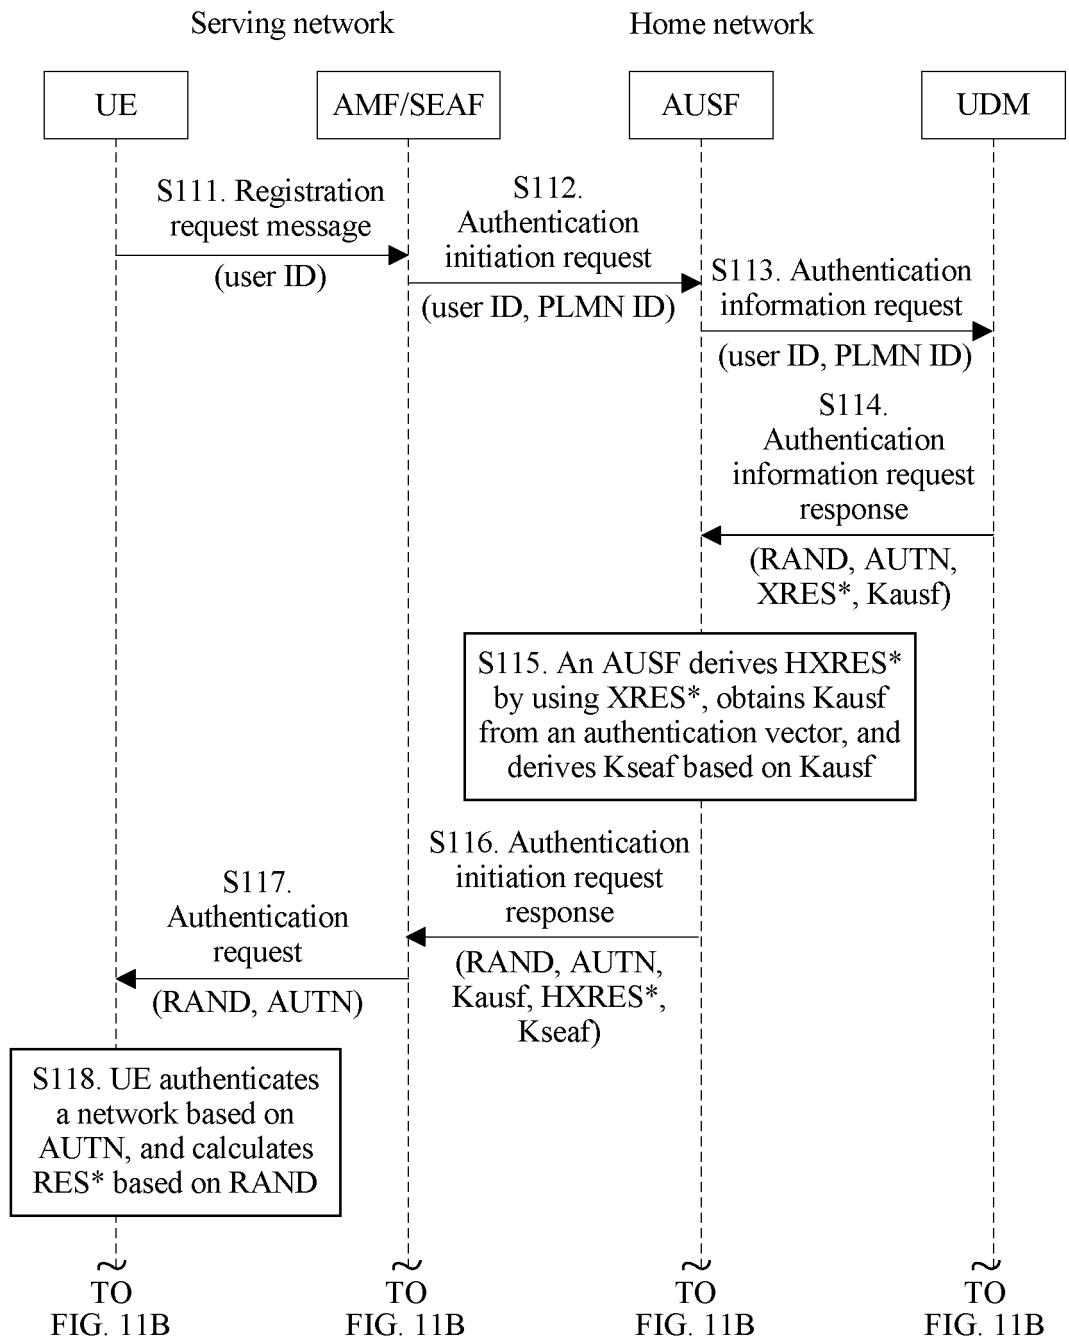 Serving network
Home network
UE
AMF/SEAF
AUSF
UDM
S111. Registration
request message
(user ID)
S112.
Authentication
initiation request
(user ID, PLMN ID)
S113. Authentication
information request
(user ID, PLMN ID)
S114.
Authentication
information request
response
(RAND, AUTN,
XRES*, Kausf)
S115. An AUSF derives HXRES*
by using XRES*, obtains Kausf
from an authentication vector, and
derives Kseaf based on Kausf
S116. Authentication
initiation request
response
(RAND, AUTN,
Kausf, HXRES*,
Kseaf)
S117.
Authentication
request
(RAND, AUTN)
S118. UE authenticates
a network based on
AUTN, and calculates
RES* based on RAND
TO
FIG. 11B
TO
FIG. 11B
TO
FIG. 11B
TO
FIG. 11B